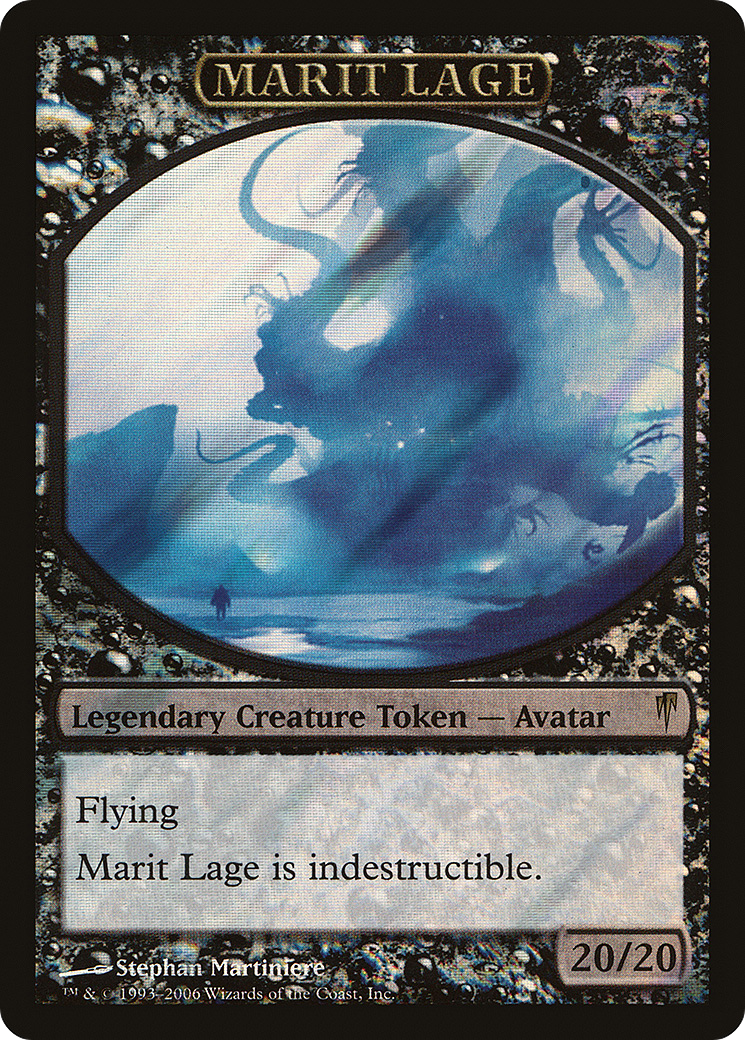 MARIT LAGE
Legendary Creature Token — Avatar
Flying
Marit Lage is indestructible.
20/20
Stephan Martiniere
™ & © 1993–2006 Wizards of the Coast, Inc.